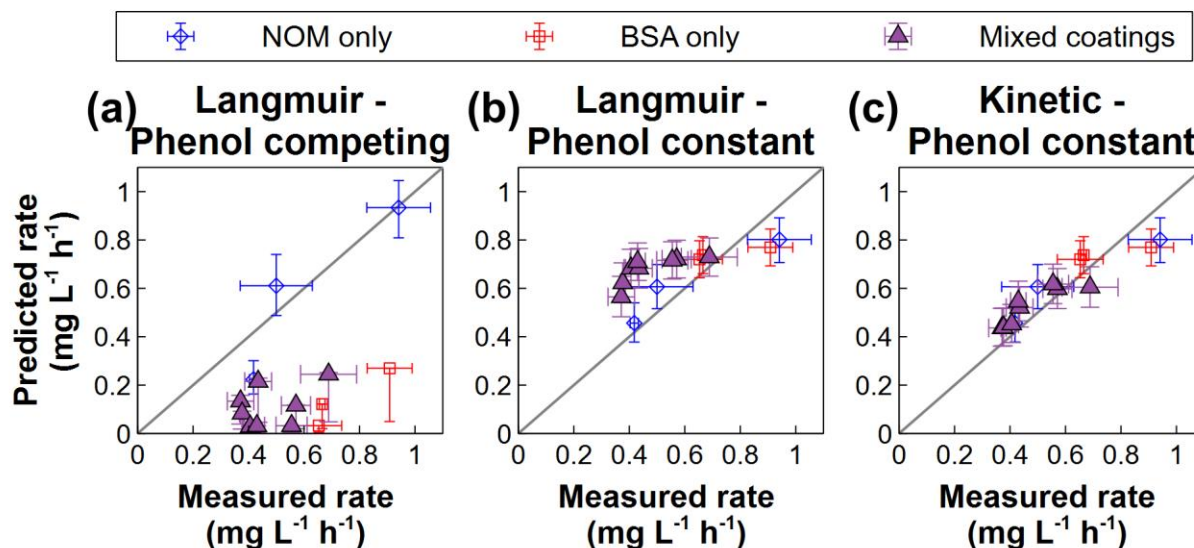 NOM only BSA only Mixed coatings
(a) Langmuir - Phenol competing
(b) Langmuir - Phenol constant
(c) Kinetic - Phenol constant
Predicted rate
(mg L⁻¹ h⁻¹)
1
0.8
0.6
0.4
0.2
0
0 0.2 0.4 0.6 0.8 1
Measured rate
(mg L⁻¹ h⁻¹)
1
0.8
0.6
0.4
0.2
0
0 0.2 0.4 0.6 0.8 1
Measured rate
(mg L⁻¹ h⁻¹)
1
0.8
0.6
0.4
0.2
0
0 0.2 0.4 0.6 0.8 1
Measured rate
(mg L⁻¹ h⁻¹)